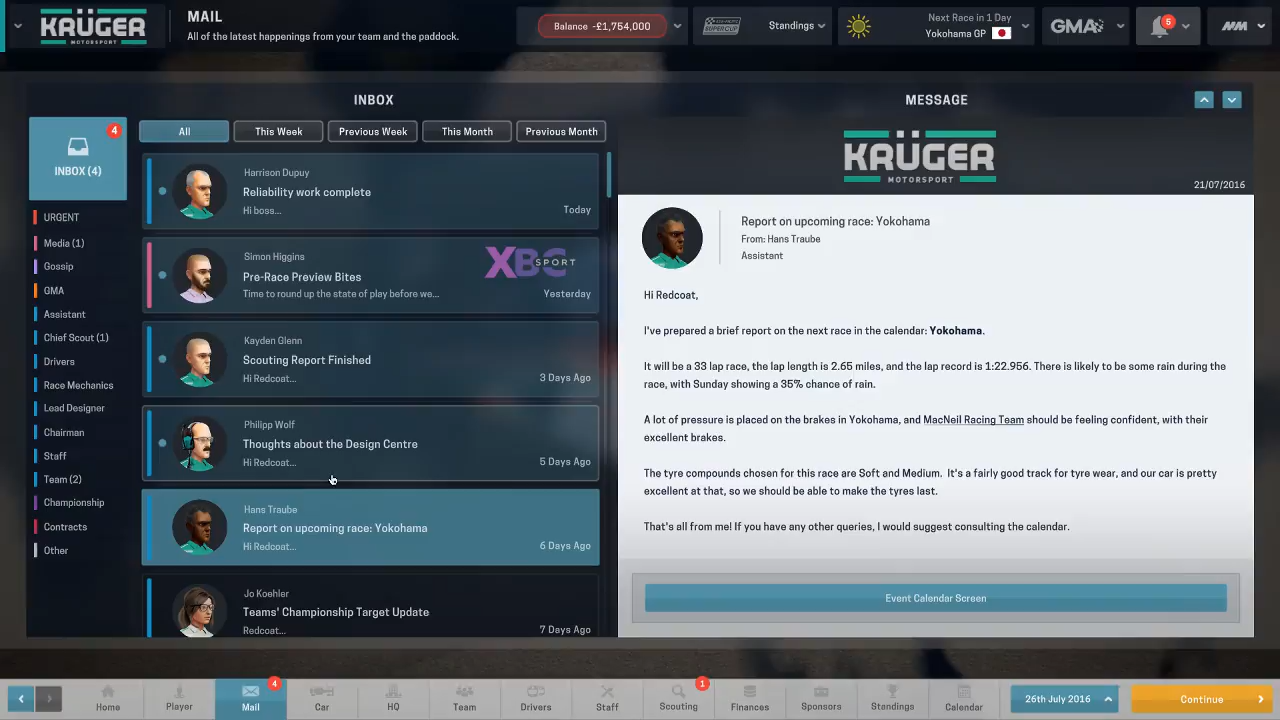 KRÜGER
MOTORSPORT
MAIL
All of the latest happenings from your team and the paddock.
Balance -£1,754,000
Standings
Next Race in 1 Day
Yokohama GP
GMA
5
INBOX
MESSAGE
4
INBOX (4)
All
This Week
Previous Week
This Month
Previous Month
URGENT
Media (1)
Gossip
GMA
Assistant
Chief Scout (1)
Drivers
Race Mechanics
Lead Designer
Chairman
Staff
Team (2)
Championship
Contracts
Other
Harrison Dupuy
Reliability work complete
Hi boss...
Today
Simon Higgins
Pre-Race Preview Bites
Time to round up the state of play before we...
XBC SPORT
Yesterday
Kayden Glenn
Scouting Report Finished
Hi Redcoat...
3 Days Ago
Philipp Wolf
Thoughts about the Design Centre
Hi Redcoat...
5 Days Ago
Hans Traube
Report on upcoming race: Yokohama
Hi Redcoat...
6 Days Ago
Jo Koehler
Teams' Championship Target Update
Redcoat...
7 Days Ago
KRÜGER
MOTORSPORT
21/07/2016
Report on upcoming race: Yokohama
From: Hans Traube
Assistant
Hi Redcoat,
I've prepared a brief report on the next race in the calendar: Yokohama.
It will be a 33 lap race, the lap length is 2.65 miles, and the lap record is 1:22.956. There is likely to be some rain during the
race, with Sunday showing a 35% chance of rain.
A lot of pressure is placed on the brakes in Yokohama, and MacNeil Racing Team should be feeling confident, with their
excellent brakes.
The tyre compounds chosen for this race are Soft and Medium. It's a fairly good track for tyre wear, and our car is pretty
excellent at that, so we should be able to make the tyres last.
That's all from me! If you have any other queries, I would suggest consulting the calendar.
Event Calendar Screen
Home
Player
4
Mail
Car
HQ
Team
Drivers
Staff
1
Scouting
Finances
Sponsors
Standings
Calendar
26th July 2016
Continue